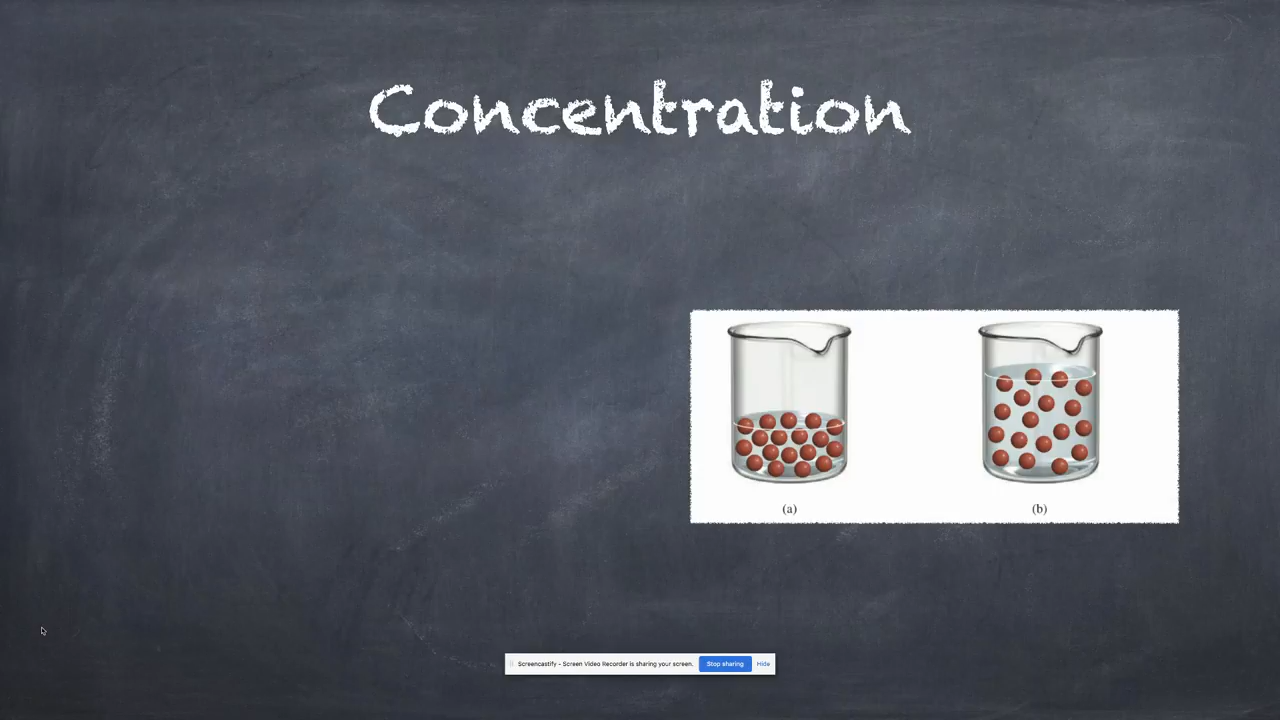 Concentration
(a)
(b)
Screencastify - Screen Video Recorder is sharing your screen. Stop sharing Hide